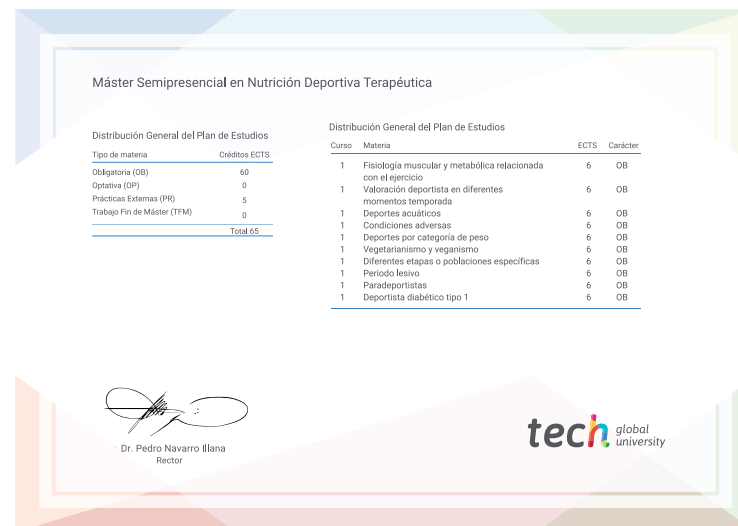 Máster Semipresencial en Nutrición Deportiva Terapéutica
Distribución General del Plan de Estudios
Tipo de materia Créditos ECTS
Obligatoria (OB) 60
Optativa (OP) 0
Prácticas Externas (PR) 5
Trabajo Fin de Máster (TFM) 0
Total 65
Distribución General del Plan de Estudios
Curso Materia ECTS Carácter
1 Fisiología muscular y metabólica relacionada 6 OB
con el ejercicio
1 Valoración deportista en diferentes 6 OB
momentos temporada
1 Deportes acuáticos 6 OB
1 Condiciones adversas 6 OB
1 Deportes por categoría de peso 6 OB
1 Vegetarianismo y veganismo 6 OB
1 Diferentes etapas o poblaciones específicas 6 OB
1 Periodo lesivo 6 OB
1 Paradeportistas 6 OB
1 Deportista diabético tipo 1 6 OB
Dr. Pedro Navarro Illana
Rector
tech global
university